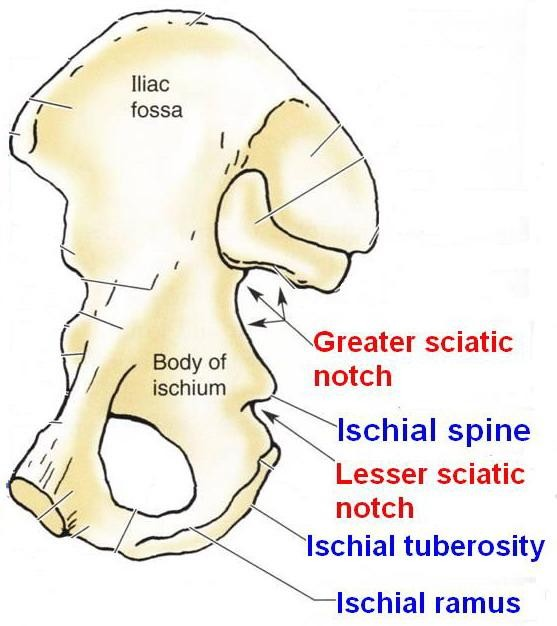 Iliac
fossa
Greater sciatic
notch
Body of
ischium
Ischial spine
Lesser sciatic
notch
Ischial tuberosity
Ischial ramus